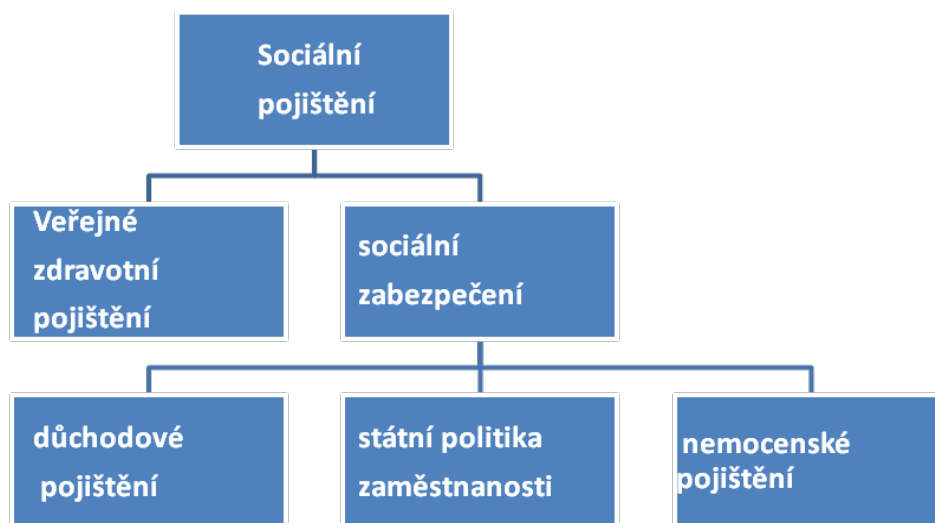 Sociální
pojištění
Veřejné
zdravotní
pojištění
sociální
zabezpečení
důchodové
pojištění
státní politika
zaměstnanosti
nemocenské
pojištění